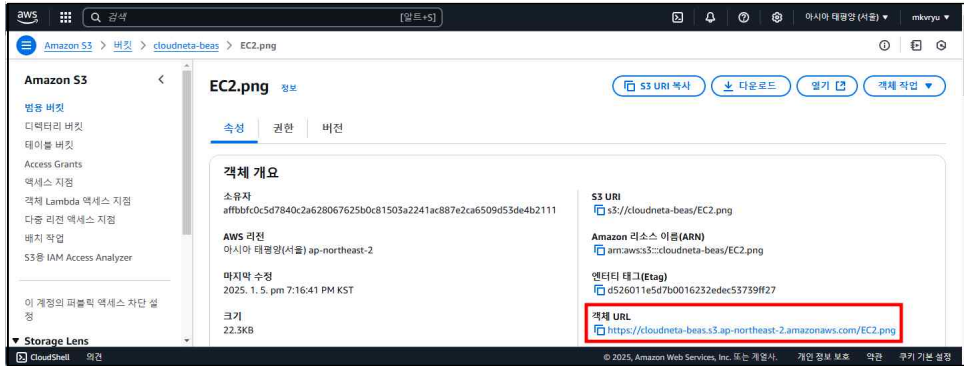 aws
검색
[알트+S]
아시아 태평양 (서울) ▼
mkvryu ▼
Amazon S3 > 버킷 > cloudneta-beas > EC2.png
Amazon S3
범용 버킷
디렉터리 버킷
테이블 버킷
Access Grants
액세스 지점
객체 Lambda 액세스 지점
다중 리전 액세스 지점
배치 작업
S3용 IAM Access Analyzer
이 계정의 퍼블릭 액세스 차단 설
정
▼ Storage Lens
EC2.png 정보
S3 URI 복사
다운로드
열기
객체 작업 ▼
속성
권한
버전
객체 개요
소유자
affbbfc0c5d7840c2a628067625b0c81503a2241ac887e2ca6509d53de4b2111
AWS 리전
아시아 태평양(서울) ap-northeast-2
마지막 수정
2025. 1. 5. pm 7:16:41 PM KST
크기
22.3KB
S3 URI
s3://cloudneta-beas/EC2.png
Amazon 리소스 이름(ARN)
arn:aws:s3:::cloudneta-beas/EC2.png
엔터티 태그(Etag)
d526011e5d7b0016232edec53739ff27
객체 URL
https://cloudneta-beas.s3.ap-northeast-2.amazonaws.com/EC2.png
CloudShell
의견
© 2025, Amazon Web Services, Inc. 또는 계열사.
개인 정보 보호
약관
쿠키 기본 설정